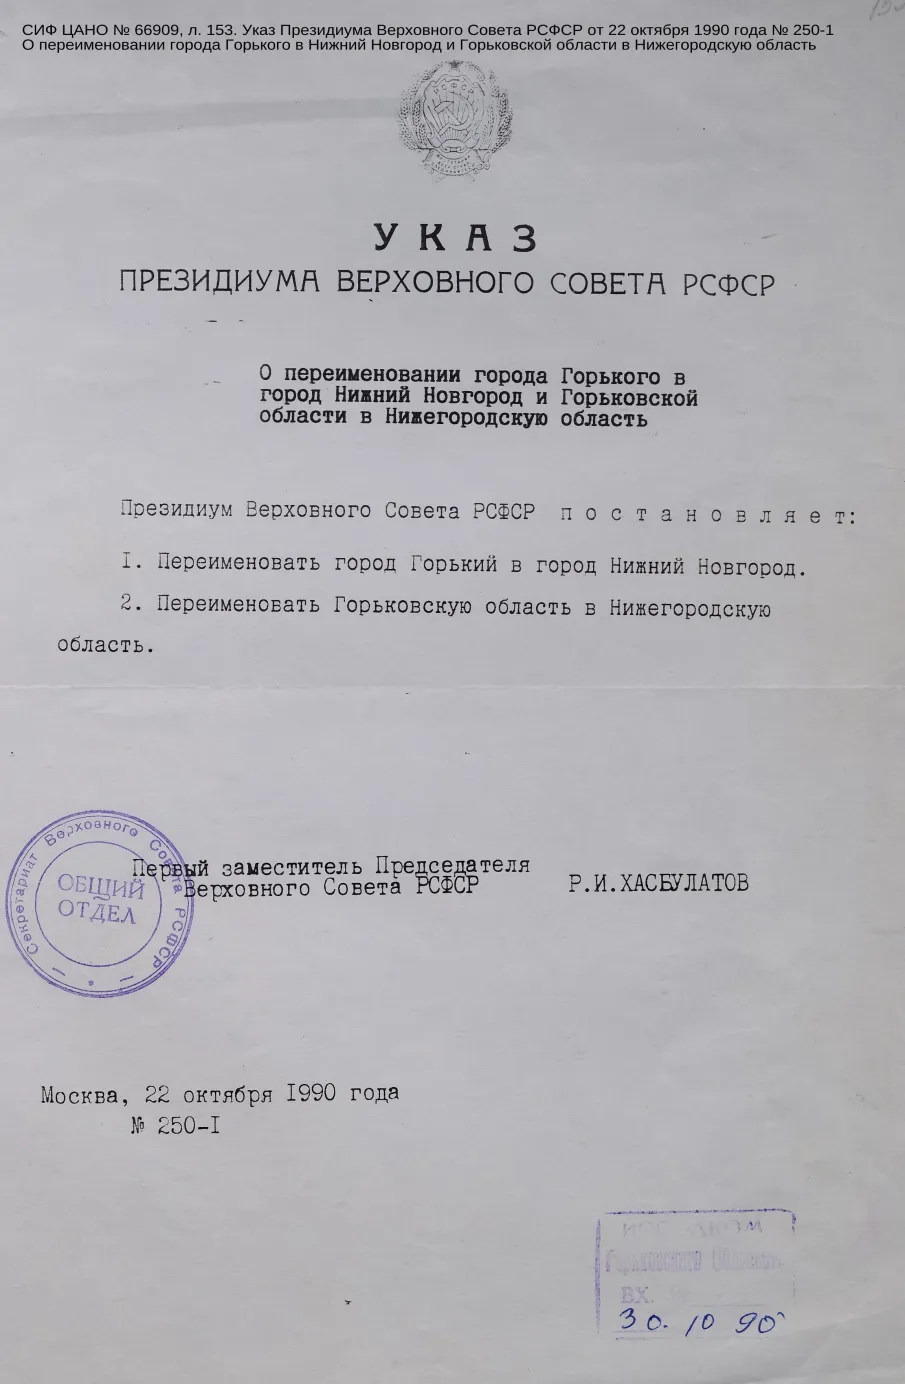 СИФ ЦАНО № 66909, л. 153. Указ Президиума Верховного Совета РСФСР от 22 октября 1990 года № 250-1
О переименовании города Горького в Нижний Новгород и Горьковской области в Нижегородскую область
РСФСР
УКАЗ
ПРЕЗИДИУМА ВЕРХОВНОГО СОВЕТА РСФСР
О переименовании города Горького в
город Нижний Новгород и Горьковской
области в Нижегородскую область
Президиум Верховного Совета РСФСР п о с т а н о в л я е т:
I. Переименовать город Горький в город Нижний Новгород.
2. Переименовать Горьковскую область в Нижегородскую
область.
Секретариат Верховного Совета РСФСР
ОБЩИЙ
ОТДЕЛ
Первый заместитель Председателя
Верховного Совета РСФСР
Р.И.ХАСБУЛАТОВ
Москва, 22 октября 1990 года
№ 250-I
Горьковского
ВХ.
30. 10 90